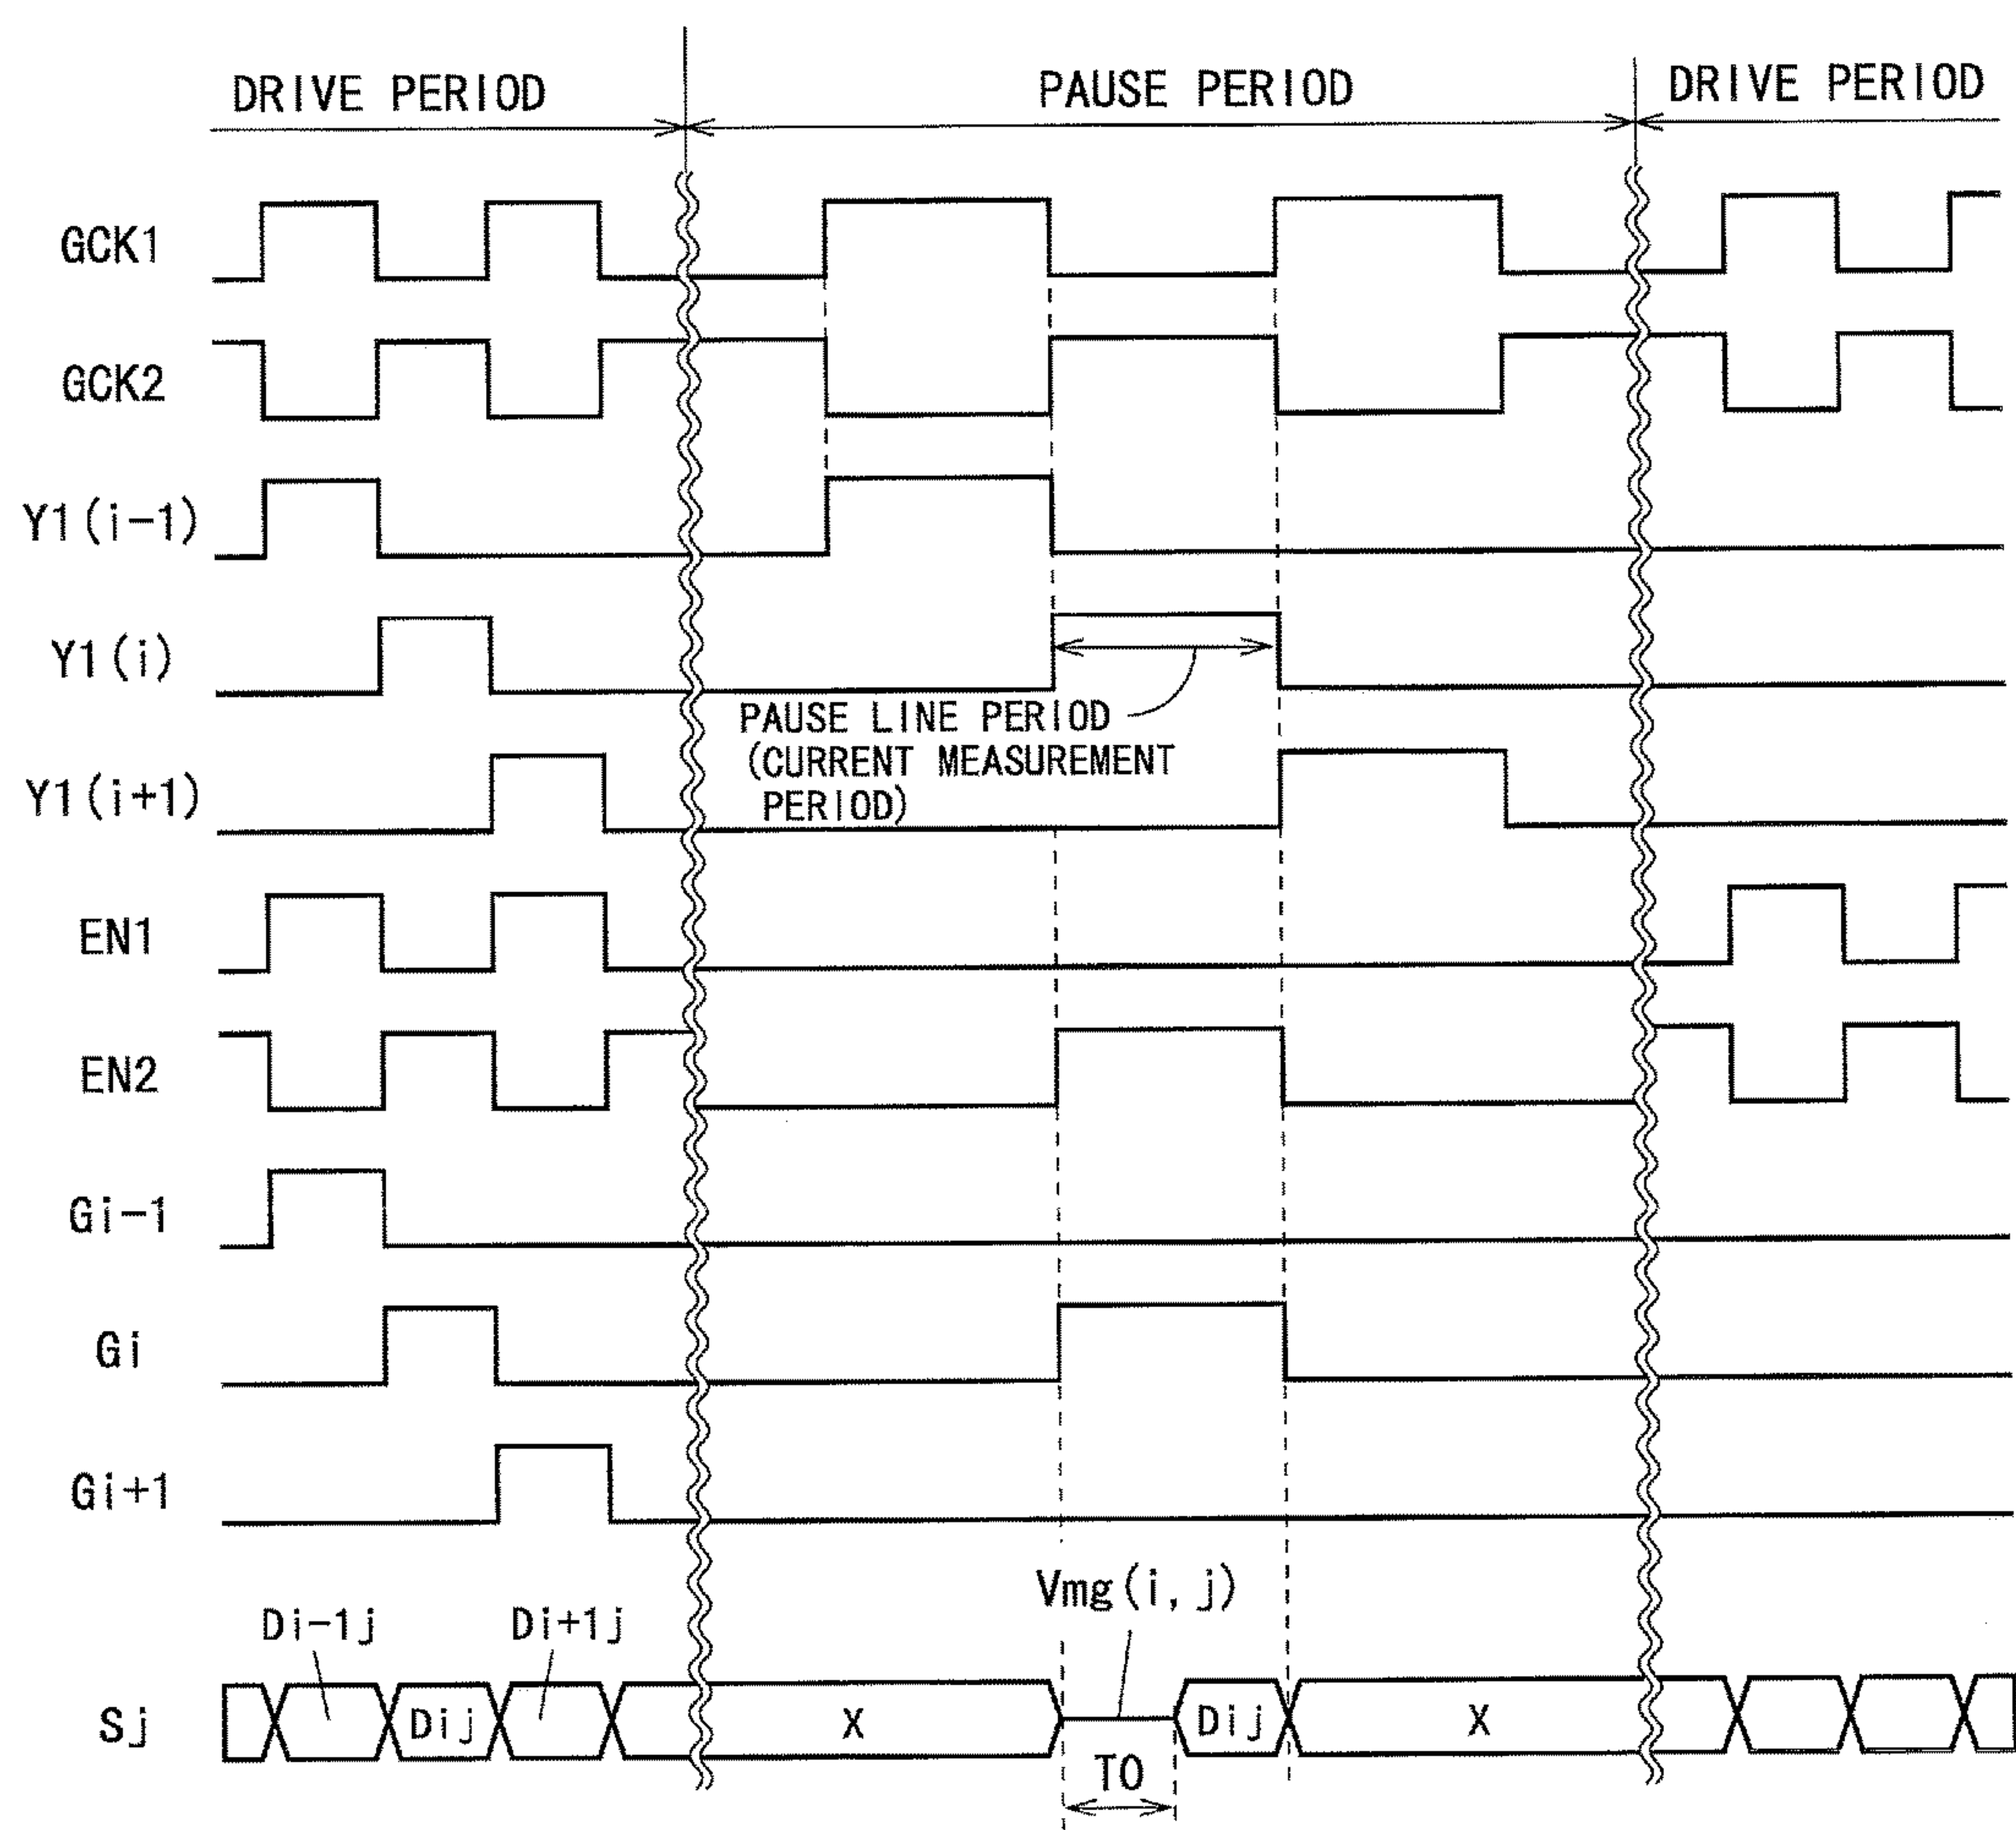 DRIVE PERIOD
PAUSE PERIOD
DRIVE PERIOD
GCK1
GCK2
Y1(i-1)
Y1(i)
PAUSE LINE PERIOD
(CURRENT MEASUREMENT
PERIOD)
Y1(i+1)
EN1
EN2
Gi-1
Gi
Gi+1
Vmg(i, j)
Di-1j
Di+1j
Sj
Dij
X
Dij
X
T0